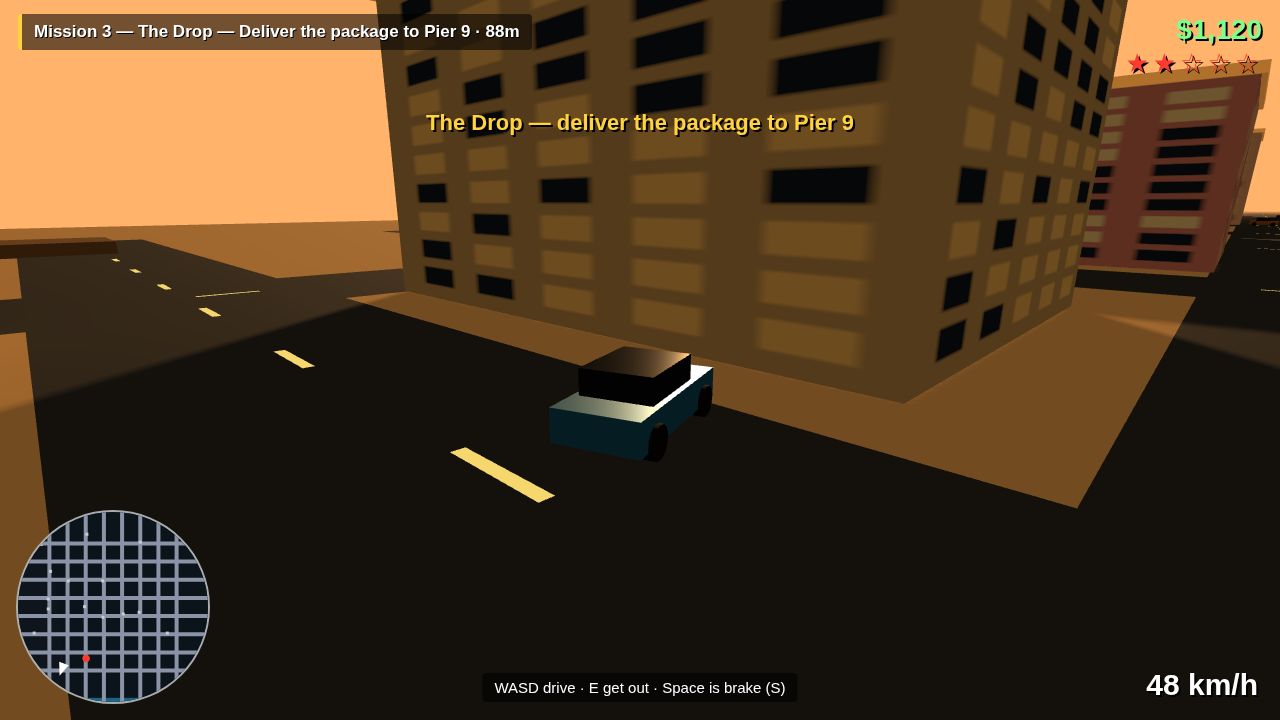 Mission 3 — The Drop — Deliver the package to Pier 9 · 88m
$1,120
The Drop — deliver the package to Pier 9
WASD drive · E get out · Space is brake (S)
48 km/h